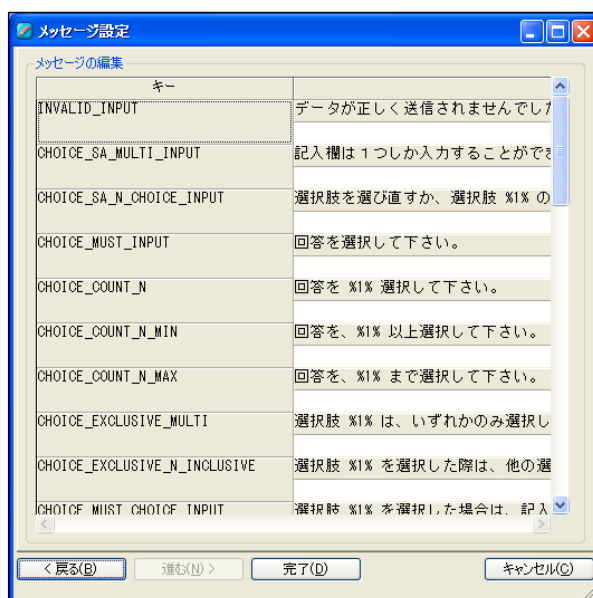 メッセージ設定
メッセージの編集
キー
INVALID_INPUT データが正しく送信されませんでした
CHOICE_SA_MULTI_INPUT 記入欄は１つしか入力することができ
CHOICE_SA_N_CHOICE_INPUT 選択肢を選び直すか、選択肢 %1% の
CHOICE_MUST_INPUT 回答を選択して下さい。
CHOICE_COUNT_N 回答を %1% 選択して下さい。
CHOICE_COUNT_N_MIN 回答を、%1% 以上選択して下さい。
CHOICE_COUNT_N_MAX 回答を、%1% まで選択して下さい。
CHOICE_EXCLUSIVE_MULTI 選択肢 %1% は、いずれかのみ選択し
CHOICE_EXCLUSIVE_N_INCLUSIVE 選択肢 %1% を選択した際は、他の選
CHOICE_MUST_CHOICE_INPUT 選択肢 %1% を選択した場合は、記入
< 戻る(B) 進む(N) > 完了(D) キャンセル(C)